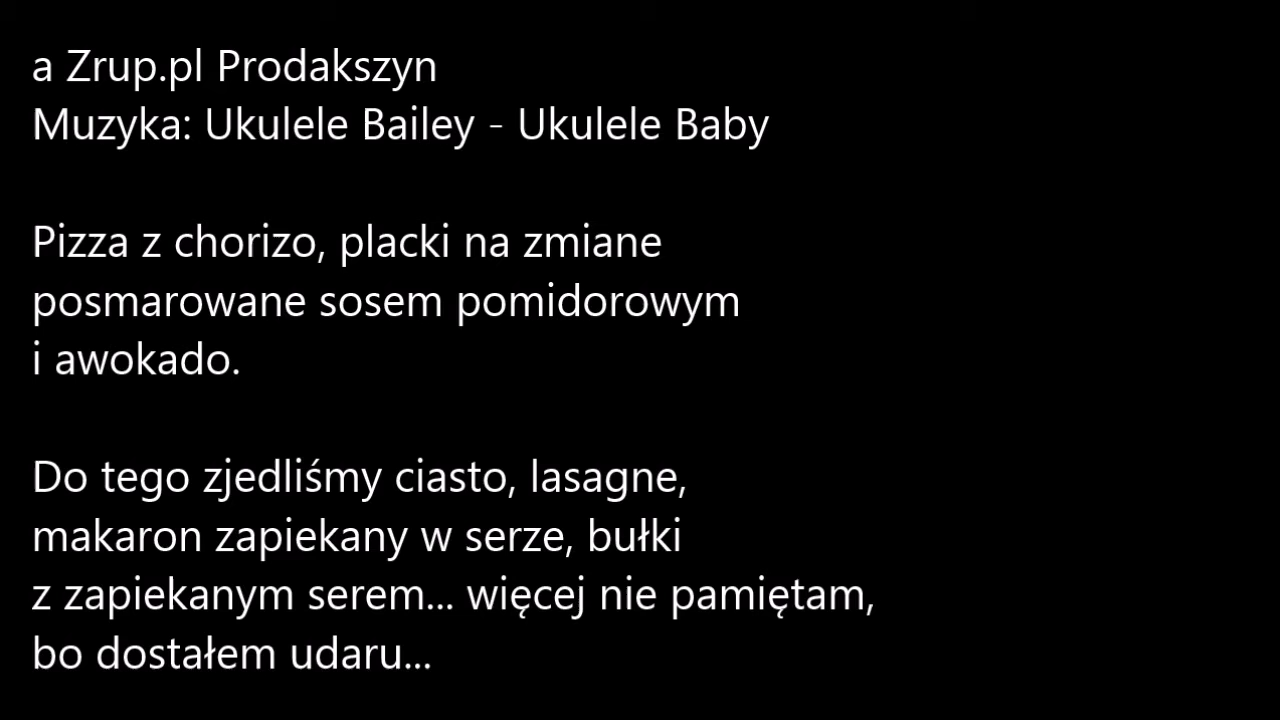 a Zrup.pl Prodakszyn
Muzyka: Ukulele Bailey - Ukulele Baby
Pizza z chorizo, placki na zmiane
posmarowane sosem pomidorowym
i awokado.
Do tego zjedliśmy ciasto, lasagne,
makaron zapiekany w serze, bułki
z zapiekanym serem... więcej nie pamiętam,
bo dostałem udaru...